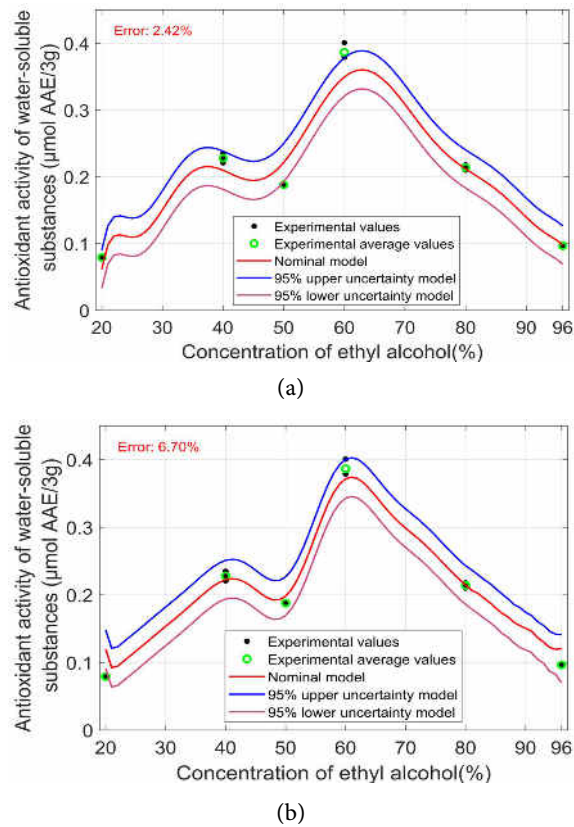 Error: 2.42%
Antioxidant activity of water-soluble
substances (μmol AAE/3g)
0.4
0.3
0.2
0.1
0
Experimental values
Experimental average values
Nominal model
95% upper uncertainty model
95% lower uncertainty model
20 30 40 50 60 70 80 90 96
Concentration of ethyl alcohol(%)
(a)
Error: 6.70%
Antioxidant activity of water-soluble
substances (μmol AAE/3g)
0.4
0.3
0.2
0.1
0
Experimental values
Experimental average values
Nominal model
95% upper uncertainty model
95% lower uncertainty model
20 30 40 50 60 70 80 90 96
Concentration of ethyl alcohol(%)
(b)